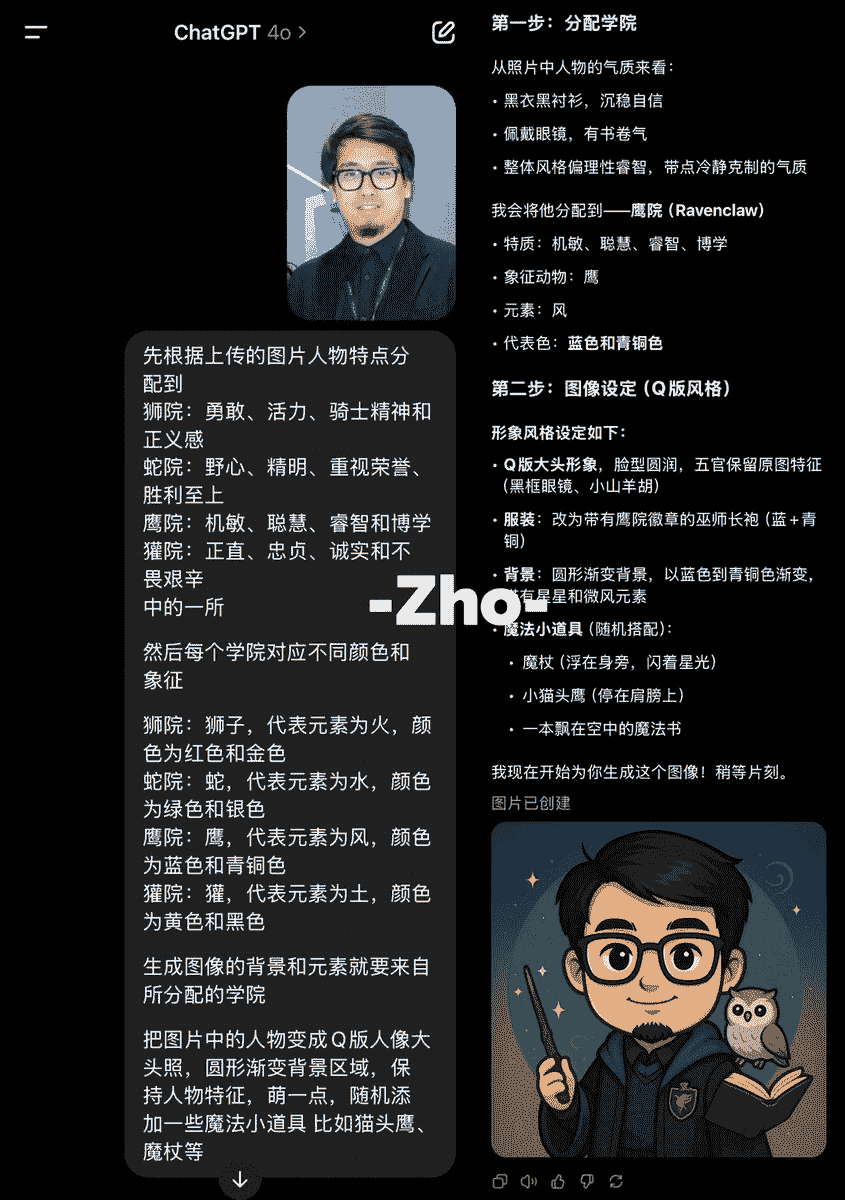 ChatGPT 4o >
先根据上传的图片人物特点分
配到
狮院：勇敢、活力、骑士精神和
正义感
蛇院：野心、精明、重视荣誉、
胜利至上
鹰院：机敏、聪慧、睿智和博学
獾院：正直、忠贞、诚实和不
畏艰辛
中的一所
然后每个学院对应不同颜色和
象征
狮院：狮子，代表元素为火，颜
色为红色和金色
蛇院：蛇，代表元素为水，颜色
为绿色和银色
鹰院：鹰，代表元素为风，颜色
为蓝色和青铜色
獾院：獾，代表元素为土，颜色
为黄色和黑色
生成图像的背景和元素就要来自
所分配的学院
把图片中的人物变成Q版人像大
头照，圆形渐变背景区域，保
持人物特征，萌一点，随机添
加一些魔法小道具 比如猫头鹰、
魔杖等
第一步：分配学院
从照片中人物的气质来看：
• 黑衣黑衬衫，沉稳自信
• 佩戴眼镜，有书卷气
• 整体风格偏理性睿智，带点冷静克制的气质
我会将他分配到——鹰院（Ravenclaw）
• 特质：机敏、聪慧、睿智、博学
• 象征动物：鹰
• 元素：风
• 代表色：蓝色和青铜色
第二步：图像设定（Q版风格）
形象风格设定如下：
• Q版大头形象，脸型圆润，五官保留原图特征
（黑框眼镜、小山羊胡）
• 服装：改为带有鹰院徽章的巫师长袍（蓝+青
铜）
• 背景：圆形渐变背景，以蓝色到青铜色渐变，
有星星和微风元素
• 魔法小道具（随机搭配）：
• 魔杖（浮在身旁，闪着星光）
• 小猫头鹰（停在肩膀上）
• 一本飘在空中的魔法书
我现在开始为你生成这个图像！稍等片刻。
图片已创建
-Zho-